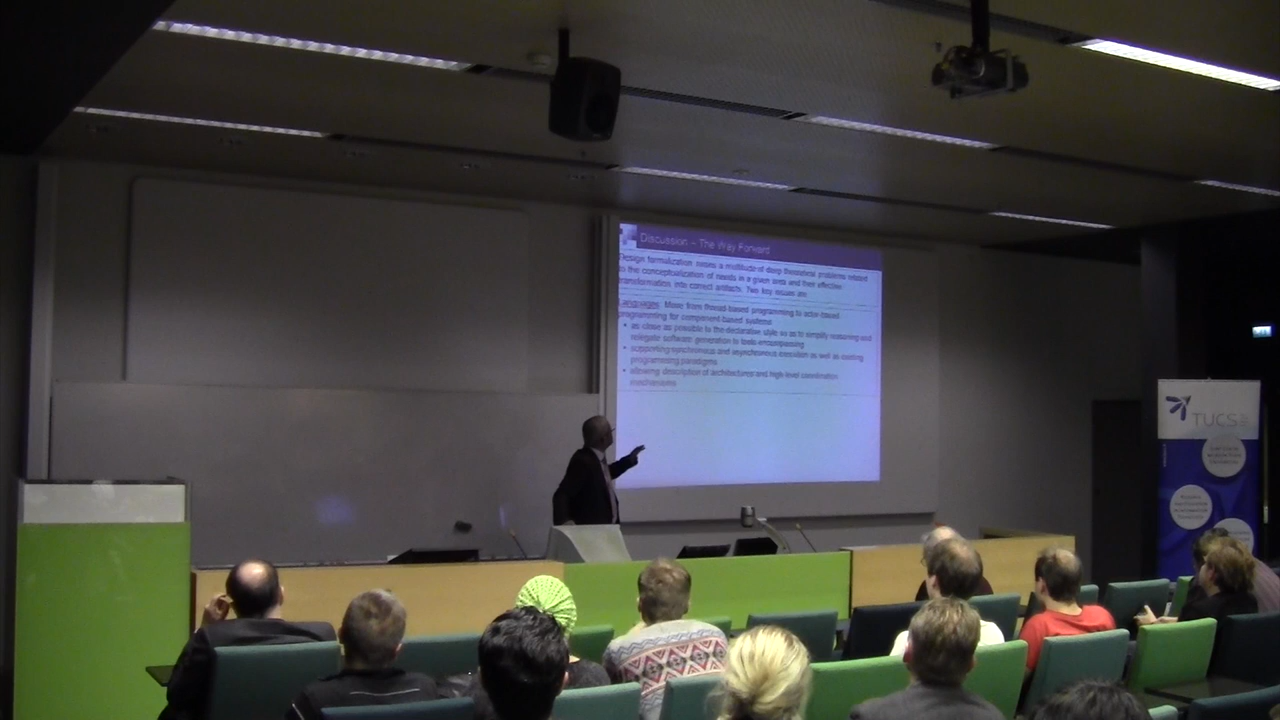 Discussion – The Way Forward
Design formalization raises a multitude of deep theoretical problems related
to the conceptualization of needs in a given area and their effective
transformation into correct artifacts. Two key issues are
Languages: Move from thread-based programming to actor-based
programming for component-based systems
• as close as possible to the declarative style so as to simplify reasoning and
relegate software generation to tools encompassing
• supporting synchronous and asynchronous execution as well as existing
programming paradigms
• allowing description of architectures and high-level coordination
mechanisms
TUCS